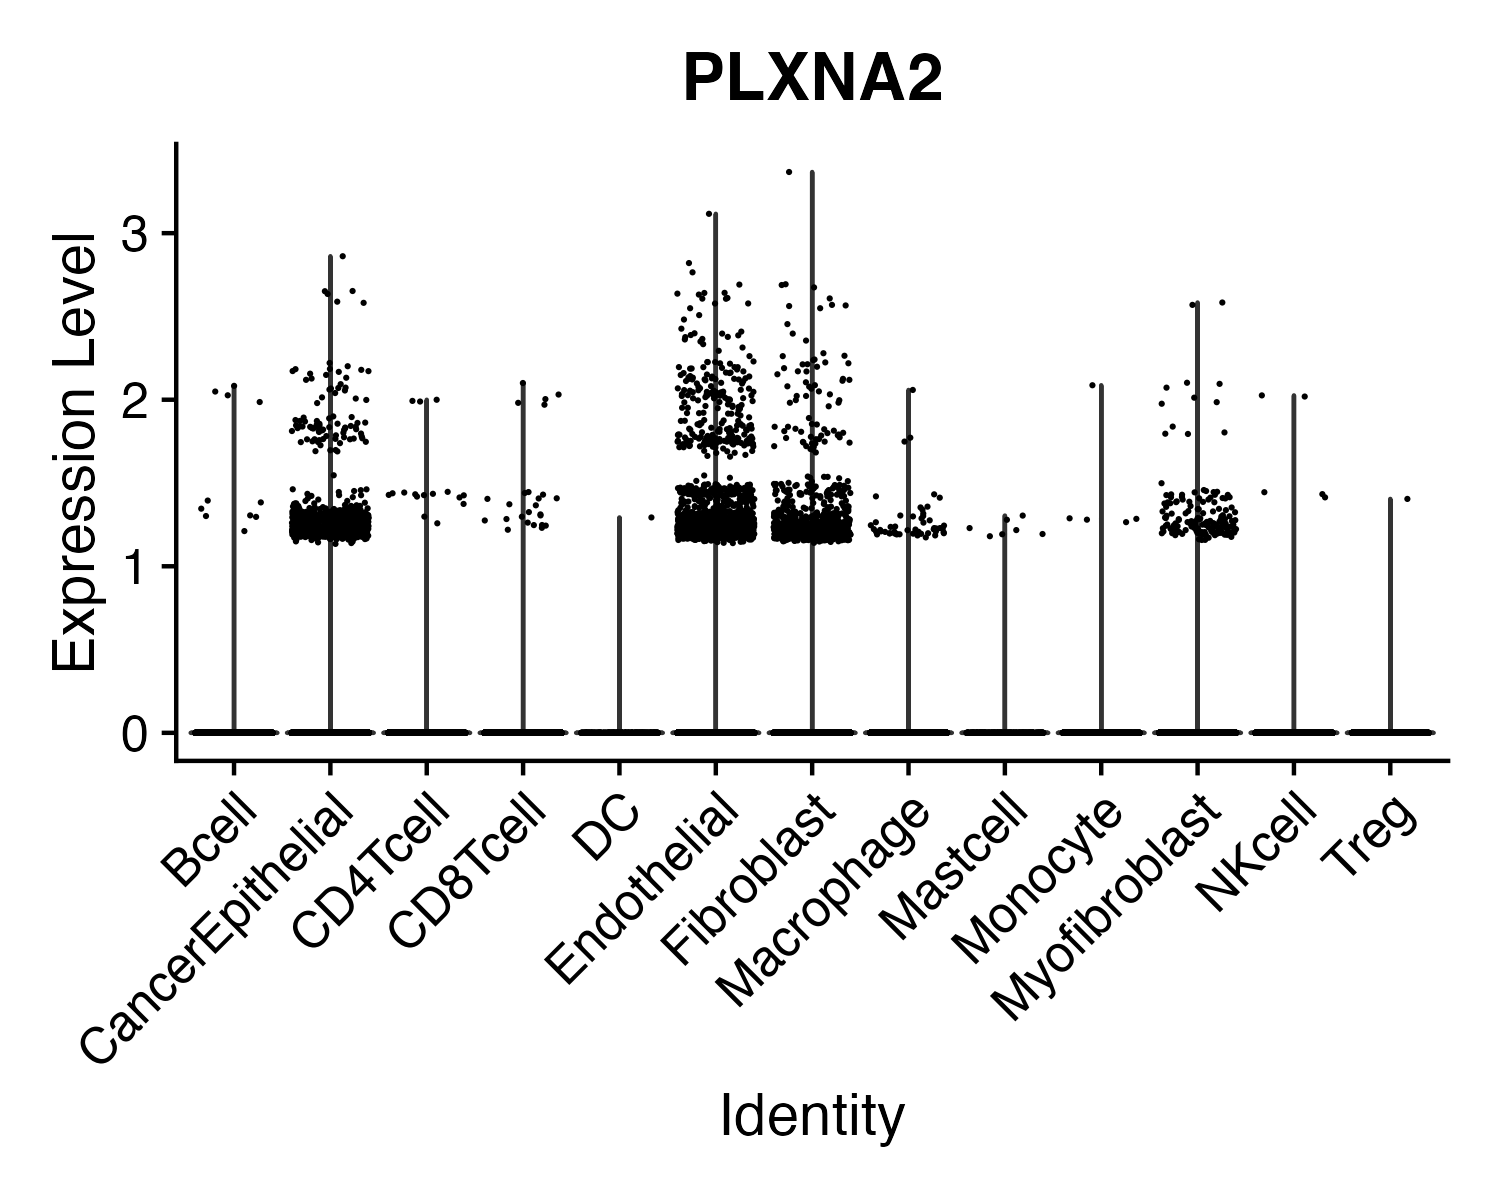 PLXNA2
Expression Level
3
2
1
0
Bcell
CancerEpithelial
CD4Tcell
CD8Tcell
DC
Endothelial
Fibroblast
Macrophage
Mastcell
Monocyte
Myofibroblast
NKcell
Treg
Identity